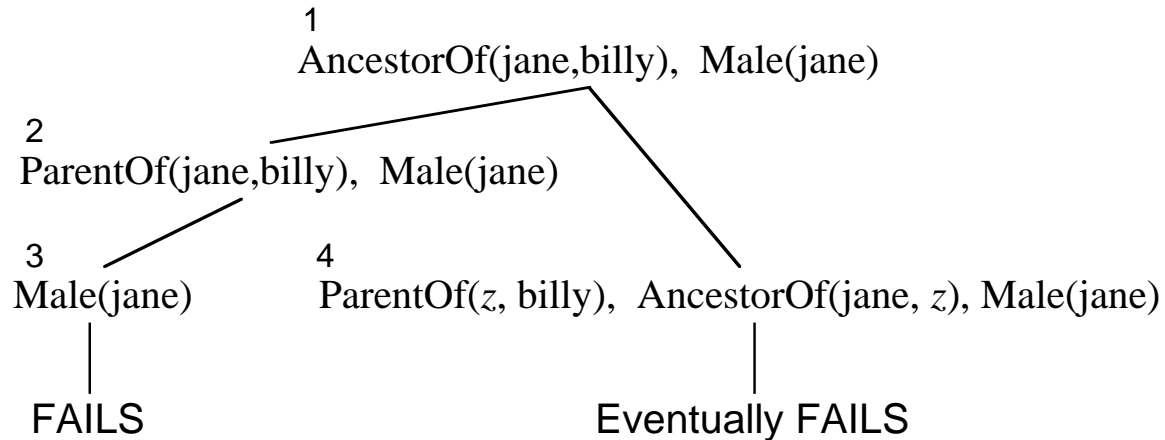 1
AncestorOf(jane,billy), Male(jane)
2
ParentOf(jane,billy), Male(jane)
3 4
Male(jane) ParentOf(z, billy), AncestorOf(jane, z), Male(jane)
FAILS Eventually FAILS